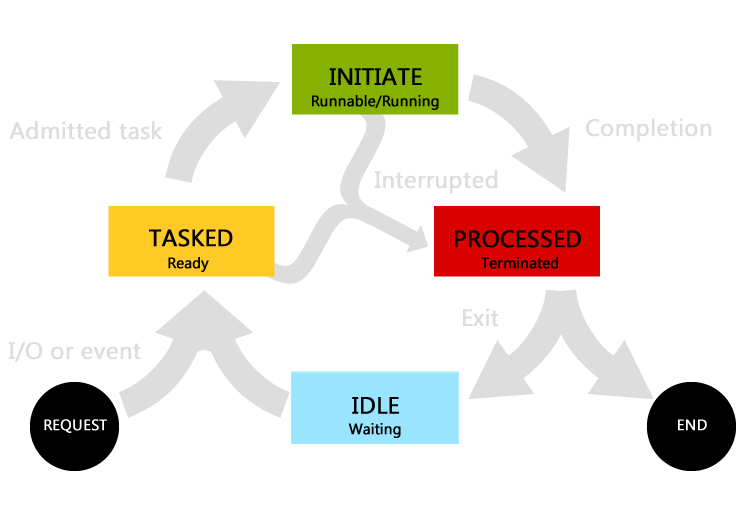 INITIATE
Runnable/Running
Admitted task
Completion
Interrupted
TASKED
Ready
PROCESSED
Terminated
I/O or event
Exit
IDLE
Waiting
REQUEST
END